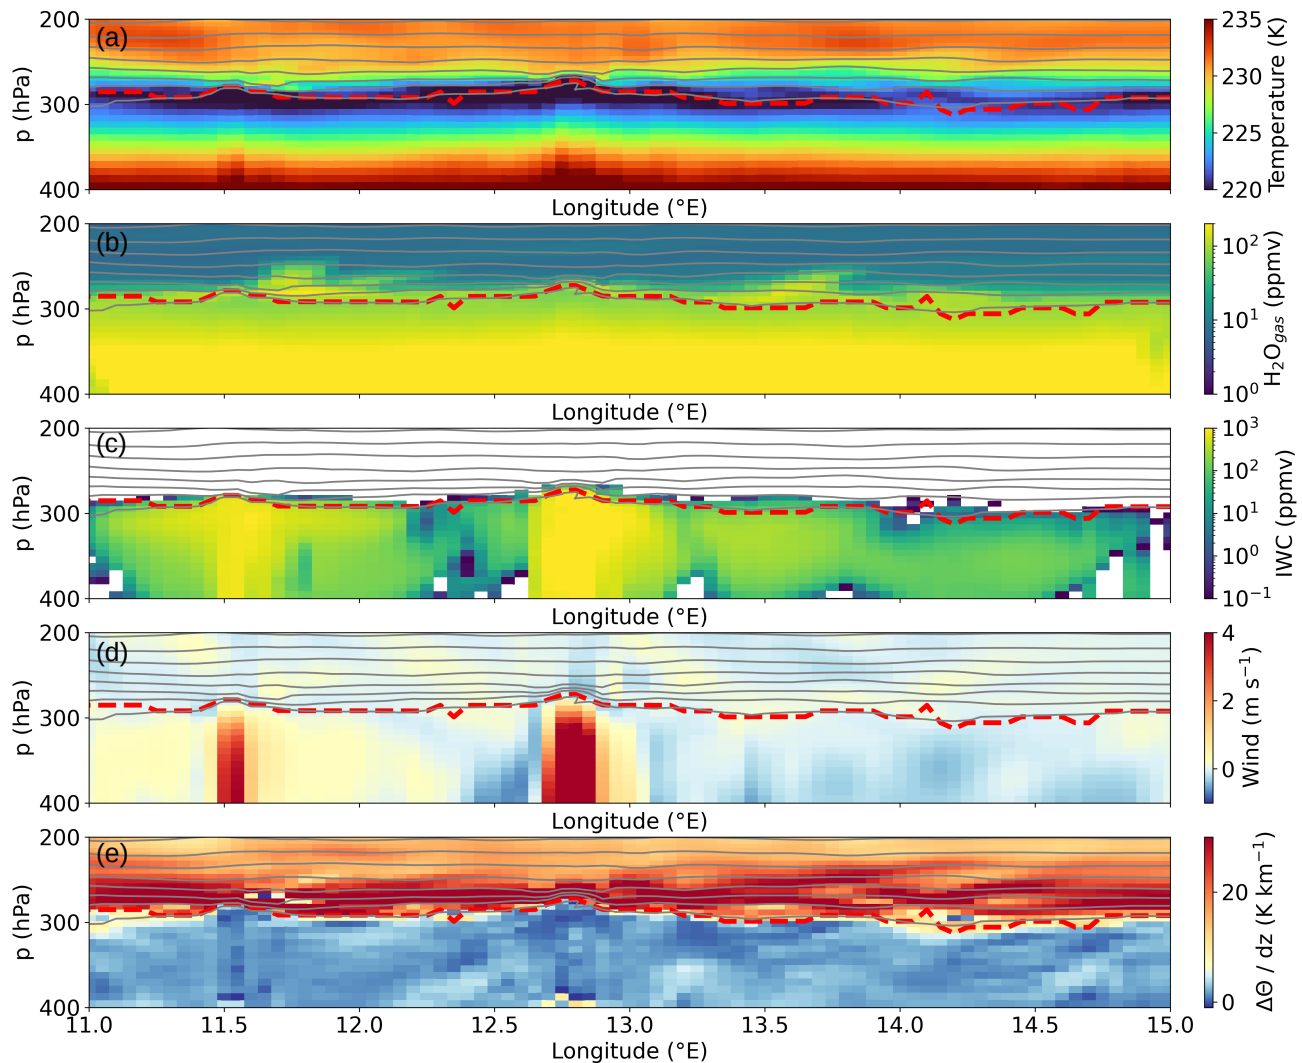 200
(a)
300
400
p (hPa)
Longitude (°E)
235
230
225
220
Temperature (K)
200
(b)
300
400
p (hPa)
Longitude (°E)
10²
10¹
10⁰
H₂O_gas (ppmv)
200
(c)
300
400
p (hPa)
Longitude (°E)
10³
10²
10¹
10⁰
10⁻¹
IWC (ppmv)
200
(d)
300
400
p (hPa)
Longitude (°E)
4
2
0
Wind (m s⁻¹)
200
(e)
300
400
p (hPa)
11.0 11.5 12.0 12.5 13.0 13.5 14.0 14.5 15.0
Longitude (°E)
20
0
ΔΘ / dz (K km⁻¹)